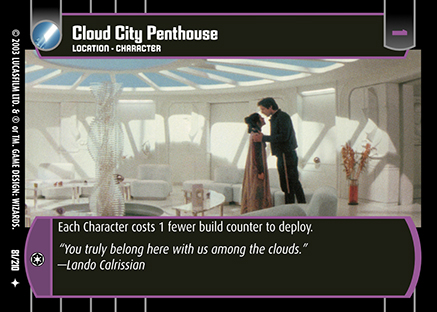 Cloud City Penthouse
LOCATION - CHARACTER
1
© 2003 LUCASFILM LTD. & ® or TM. GAME DESIGN: WIZARDS.
Each Character costs 1 fewer build counter to deploy.
“You truly belong here with us among the clouds.”
—Lando Calrissian
81/210